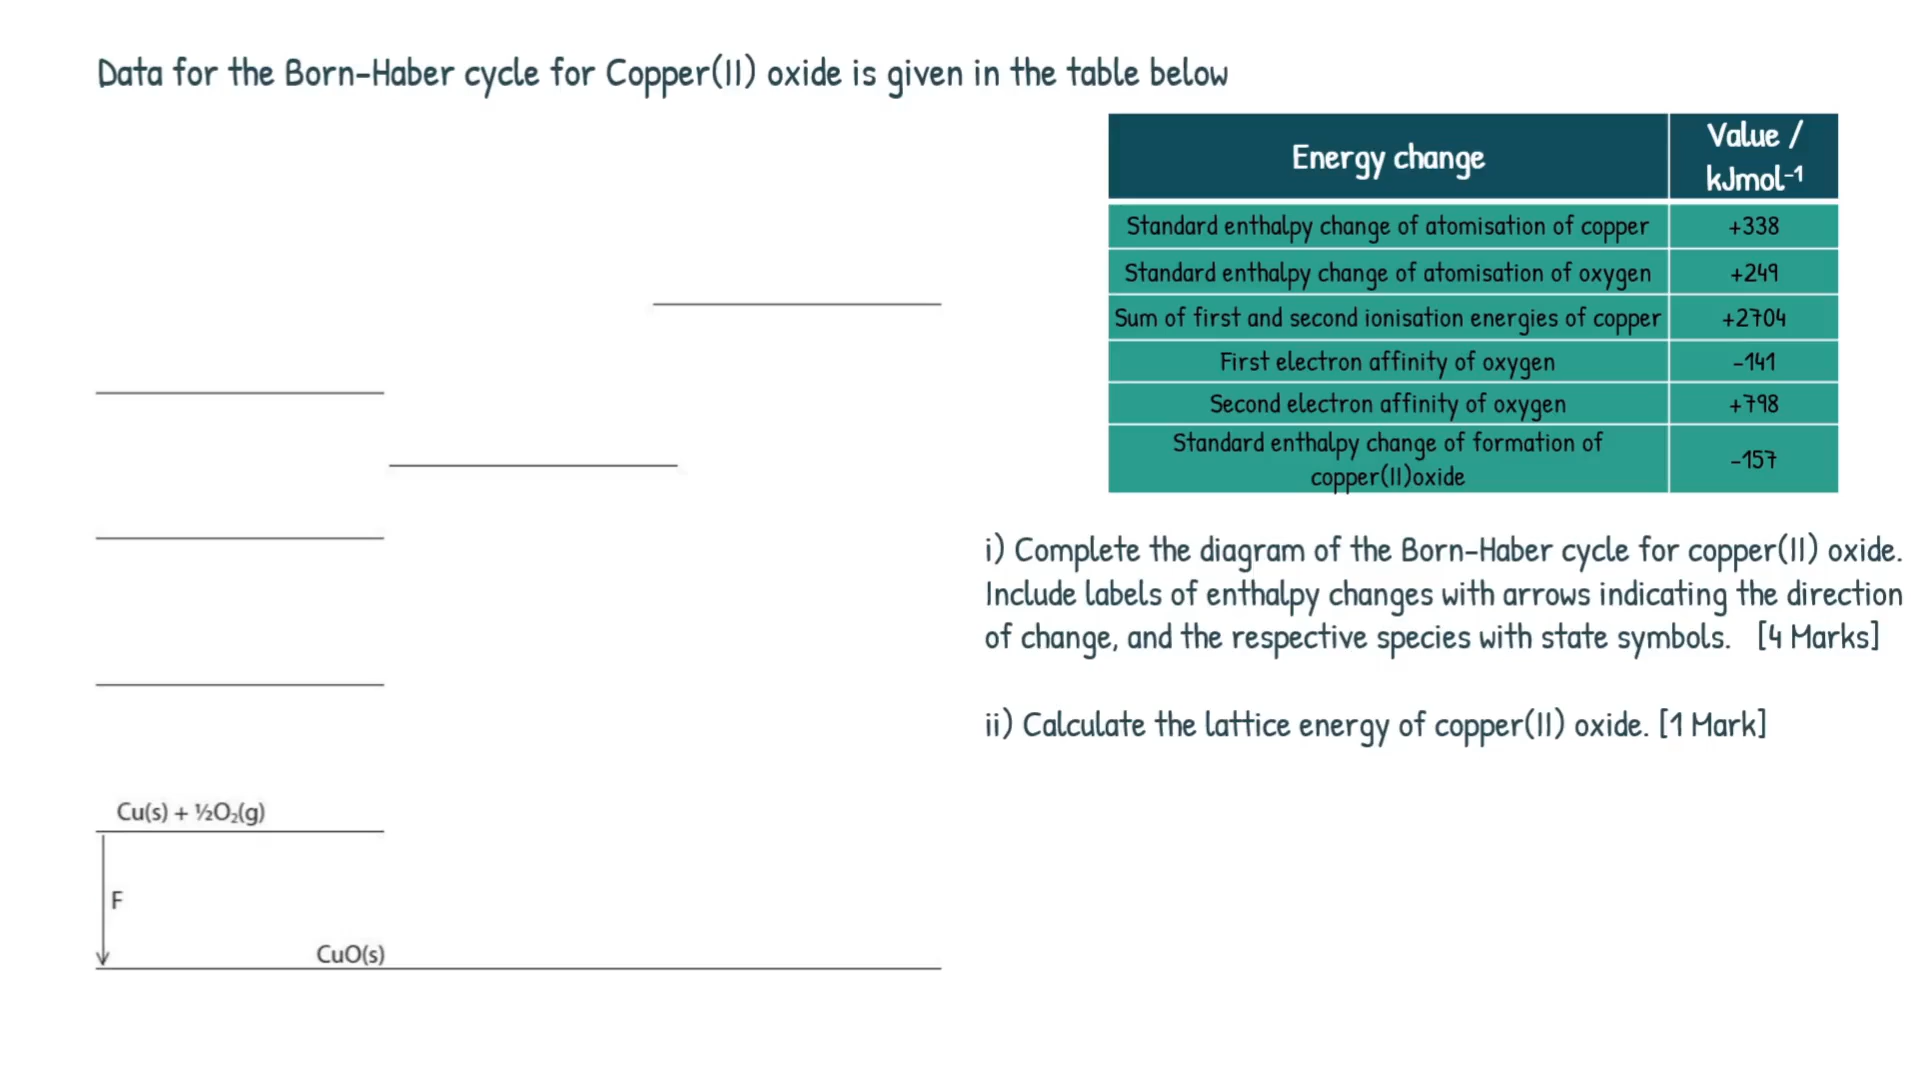 Data for the Born-Haber cycle for Copper(II) oxide is given in the table below
Energy change
Value /
kJmol⁻¹
Standard enthalpy change of atomisation of copper
+338
Standard enthalpy change of atomisation of oxygen
+249
Sum of first and second ionisation energies of copper
+2704
First electron affinity of oxygen
-141
Second electron affinity of oxygen
+798
Standard enthalpy change of formation of
copper(II)oxide
-157
i) Complete the diagram of the Born-Haber cycle for copper(II) oxide.
Include labels of enthalpy changes with arrows indicating the direction
of change, and the respective species with state symbols. [4 Marks]
ii) Calculate the lattice energy of copper(II) oxide. [1 Mark]
Cu(s) + ½O₂(g)
F
CuO(s)